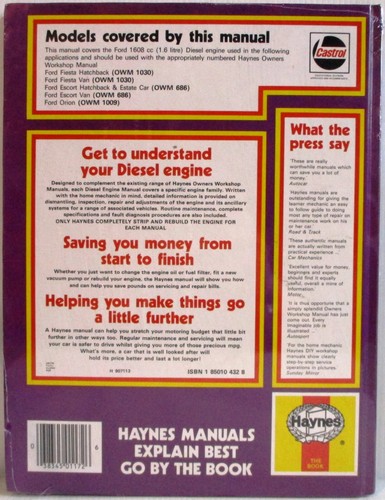 Models covered by this manual
This manual covers the Ford 1608 cc (1.6 litre) Diesel engine used in the following
applications and should be used with the appropriately numbered Haynes Owners
Workshop Manual
Ford Fiesta Hatchback (OWM 1030)
Ford Fiesta Van (OWM 1030)
Ford Escort Hatchback & Estate Car (OWM 686)
Ford Escort Van (OWM 686)
Ford Orion (OWM 1009)
Castrol
Get to understand
your Diesel engine
Designed to complement the existing range of Haynes Owners Workshop
Manuals, each Diesel Engine Manual covers a specific engine family. Written
with the home mechanic in mind, detailed information is provided on
dismantling, inspection, repair and adjustments of the engine and its ancillary
systems for a range of associated vehicles. Routine maintenance, complete
specifications and fault diagnosis procedures are also included.
ONLY HAYNES COMPLETELY STRIP AND REBUILD THE ENGINE FOR
EACH MANUAL
Saving you money from
start to finish
Whether you just want to change the engine oil or fuel filter, fit a new
vacuum pump or rebuild your engine, the Haynes manual will show you how
and can help you save pounds on servicing and repair bills.
Helping you make things go
a little further
A Haynes manual can help you stretch your motoring budget that little bit
further in other ways too. Regular maintenance and servicing will mean
your car is safer to drive whilst giving you more of those precious mpg.
What's more, a car that is well looked after will
hold its price better and last a lot longer!
ISBN 1 85010 432 8
What the
press say
'These are really
worthwhile manuals which
can save you a lot of
money.'
Autocar
'Haynes manuals are
outstanding for giving the
learner mechanic an easy
to follow guide to doing
most any type of repair on
maintenance work on his
or her car.'
Road & Track
'These authentic manuals
are actually written from
practical experience ...'
Car Mechanics
'Excellent value for money
beginners and experts
should find it equally
useful, overall a mine of
information.'
Motor
'It is thus opportune that a
simply splendid Owners
Workshop Manual has just
come out. Every
imaginable job is
illustrated ...'
Autosport
'For the home mechanic
Haynes DIY workshop
manuals show clearly
step-by-step service
operations in pictures.'
Sunday Mirror
0 38345 01172 6
HAYNES MANUALS
EXPLAIN BEST
GO BY THE BOOK
Haynes
®
THE
BOOK